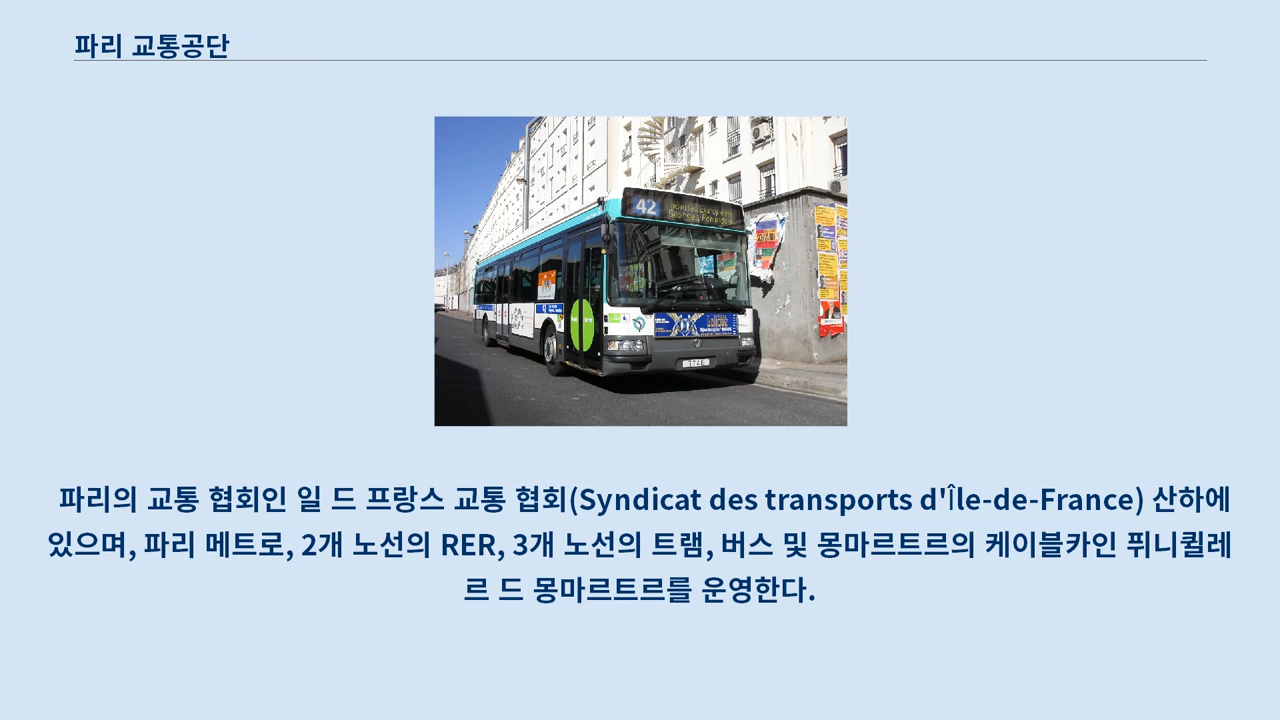 파리 교통공단
42
파리의 교통 협회인 일 드 프랑스 교통 협회(Syndicat des transports d'Île-de-France) 산하에
있으며, 파리 메트로, 2개 노선의 RER, 3개 노선의 트램, 버스 및 몽마르트르의 케이블카인 퓌니퀼레
르 드 몽마르트르를 운영한다.